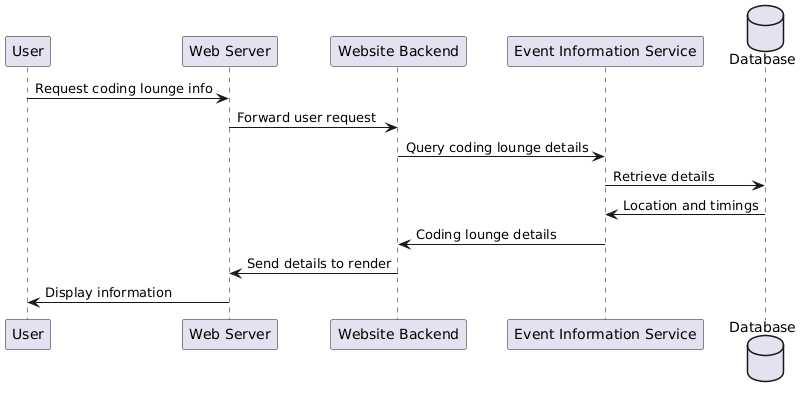 Database
User
Web Server
Website Backend
Event Information Service
Request coding lounge info
Forward user request
Query coding lounge details
Retrieve details
Location and timings
Coding lounge details
Send details to render
Display information
User
Web Server
Website Backend
Event Information Service
Database